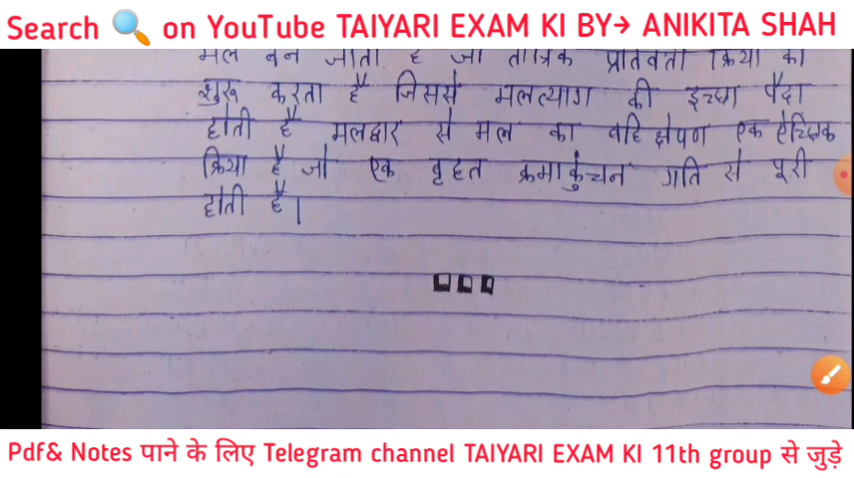 Search 🔍 on YouTube TAIYARI EXAM KI BY→ ANIKITA SHAH
मल बन जाता है जो तांत्रिक प्रतिवर्ती क्रिया को
शुरू करता है जिससे मलत्याग की इच्छा पैदा
होती है मलद्वार से मल का वहि क्षेपण एक ऐच्छिक
क्रिया है जो एक वृहत क्रमाकुंचन गति से पूरी
होती है।
Pdf& Notes पाने के लिए Telegram channel TAIYARI EXAM KI 11th group से जुड़े